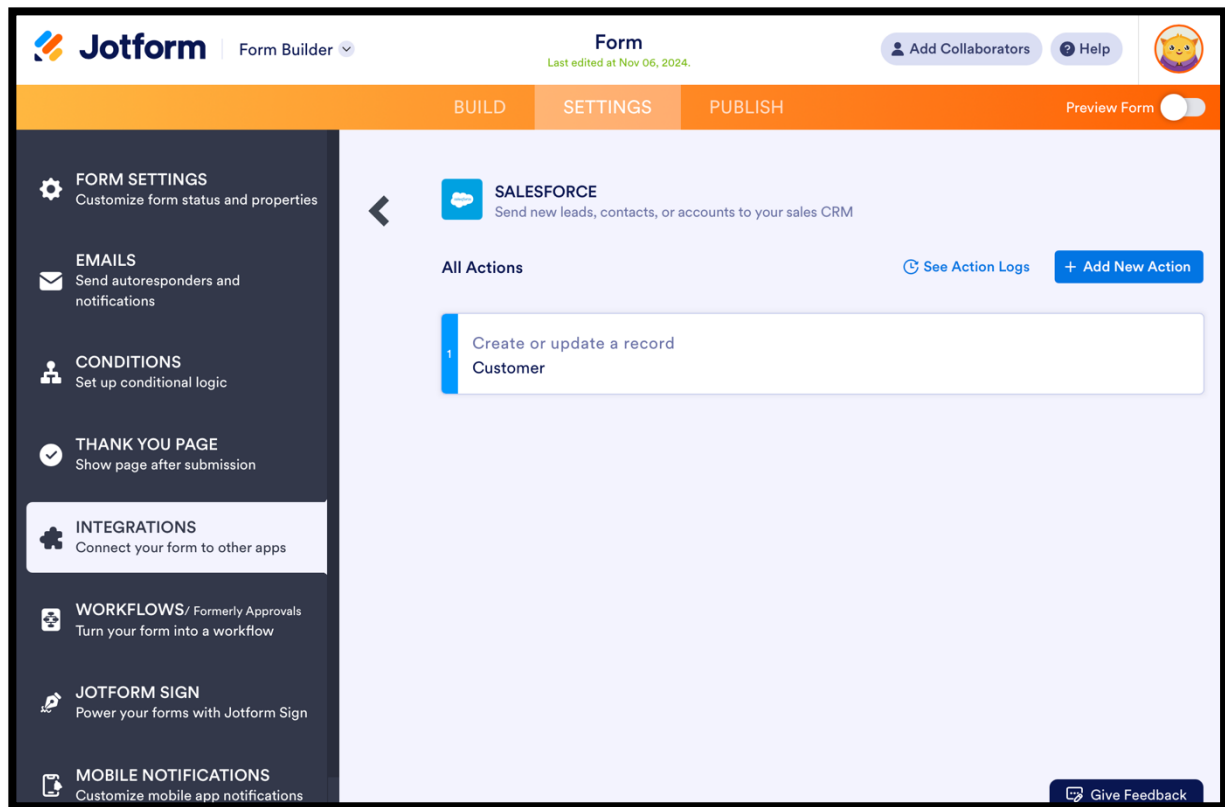 Jotform
Form Builder
Form
Last edited at Nov 06, 2024.
Add Collaborators
Help
BUILD
SETTINGS
PUBLISH
Preview Form
FORM SETTINGS
Customize form status and properties
EMAILS
Send autoresponders and
notifications
CONDITIONS
Set up conditional logic
THANK YOU PAGE
Show page after submission
INTEGRATIONS
Connect your form to other apps
WORKFLOWS/ Formerly Approvals
Turn your form into a workflow
JOTFORM SIGN
Power your forms with Jotform Sign
MOBILE NOTIFICATIONS
Customize mobile app notifications
salesforce
SALESFORCE
Send new leads, contacts, or accounts to your sales CRM
All Actions
See Action Logs
+ Add New Action
1
Create or update a record
Customer
Give Feedback